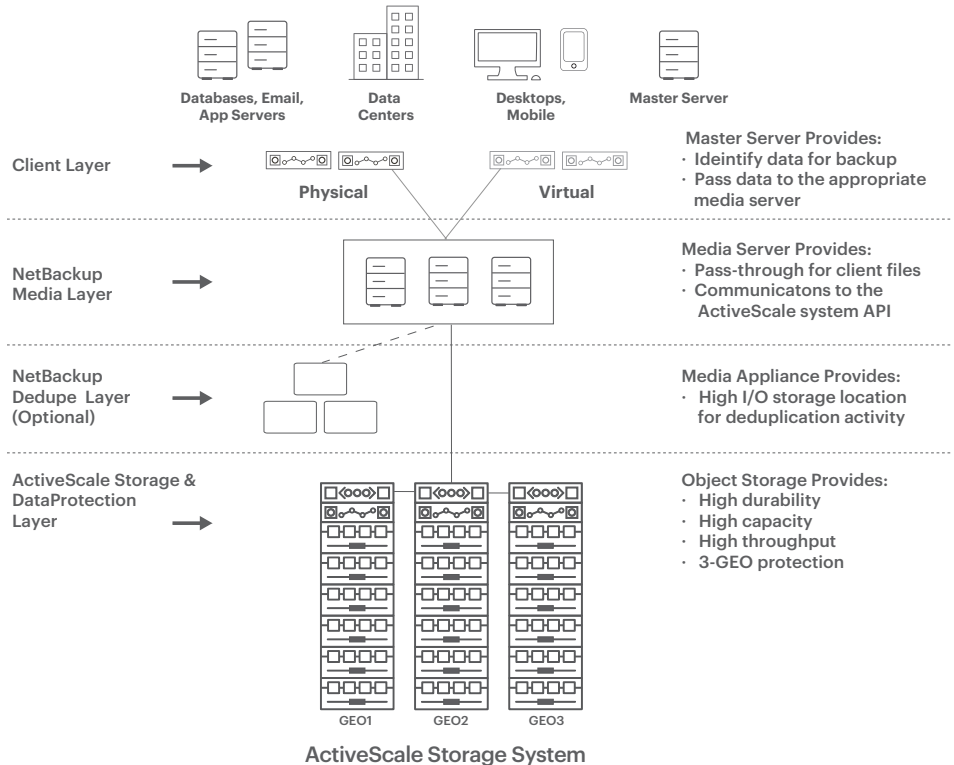 Databases, Email,
App Servers
Data
Centers
Desktops,
Mobile
Master Server
Client Layer
Physical
Virtual
Master Server Provides:
· Ideintify data for backup
· Pass data to the appropriate
media server
NetBackup
Media Layer
Media Server Provides:
· Pass-through for client files
· Communicatons to the
ActiveScale system API
NetBackup
Dedupe Layer
(Optional)
Media Appliance Provides:
· High I/O storage location
for deduplication activity
ActiveScale Storage &
DataProtection
Layer
Object Storage Provides:
· High durability
· High capacity
· High throughput
· 3-GEO protection
GEO1
GEO2
GEO3
ActiveScale Storage System